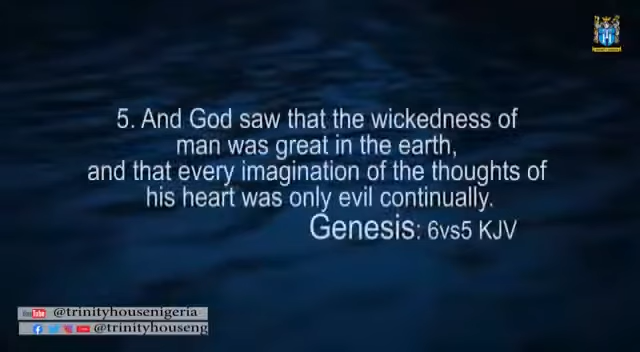 5. And God saw that the wickedness of
man was great in the earth,
and that every imagination of the thoughts of
his heart was only evil continually.
Genesis: 6vs5 KJV
@trinityhousenigeria
@trinityhouseng